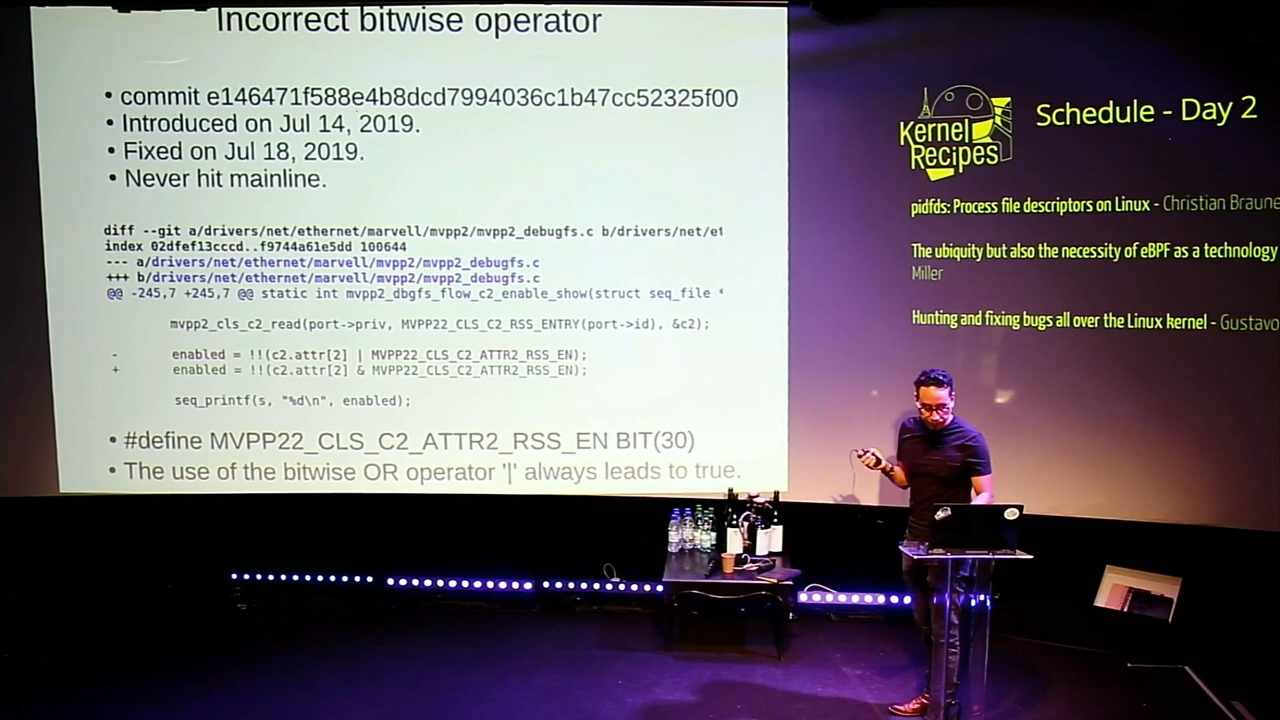 Incorrect bitwise operator
• commit e146471f588e4b8dcd7994036c1b47cc52325f00
• Introduced on Jul 14, 2019.
• Fixed on Jul 18, 2019.
• Never hit mainline.
diff --git a/drivers/net/ethernet/marvell/mvpp2/mvpp2_debugfs.c b/drivers/net/et
index 02dfef13cccd..f9744a61e5dd 100644
--- a/drivers/net/ethernet/marvell/mvpp2/mvpp2_debugfs.c
+++ b/drivers/net/ethernet/marvell/mvpp2/mvpp2_debugfs.c
@@ -245,7 +245,7 @@ static int mvpp2_dbgfs_flow_c2_enable_show(struct seq_file *
mvpp2_cls_c2_read(port->priv, MVPP22_CLS_C2_RSS_ENTRY(port->id), &c2);
- enabled = !!(c2.attr[2] | MVPP22_CLS_C2_ATTR2_RSS_EN);
+ enabled = !!(c2.attr[2] & MVPP22_CLS_C2_ATTR2_RSS_EN);
seq_printf(s, "%d\n", enabled);
• #define MVPP22_CLS_C2_ATTR2_RSS_EN BIT(30)
• The use of the bitwise OR operator '|' always leads to true.
Kernel
Recipes
Schedule - Day 2
pidfds: Process file descriptors on Linux - Christian Braune
The ubiquity but also the necessity of eBPF as a technology
Miller
Hunting and fixing bugs all over the Linux kernel - Gustavo